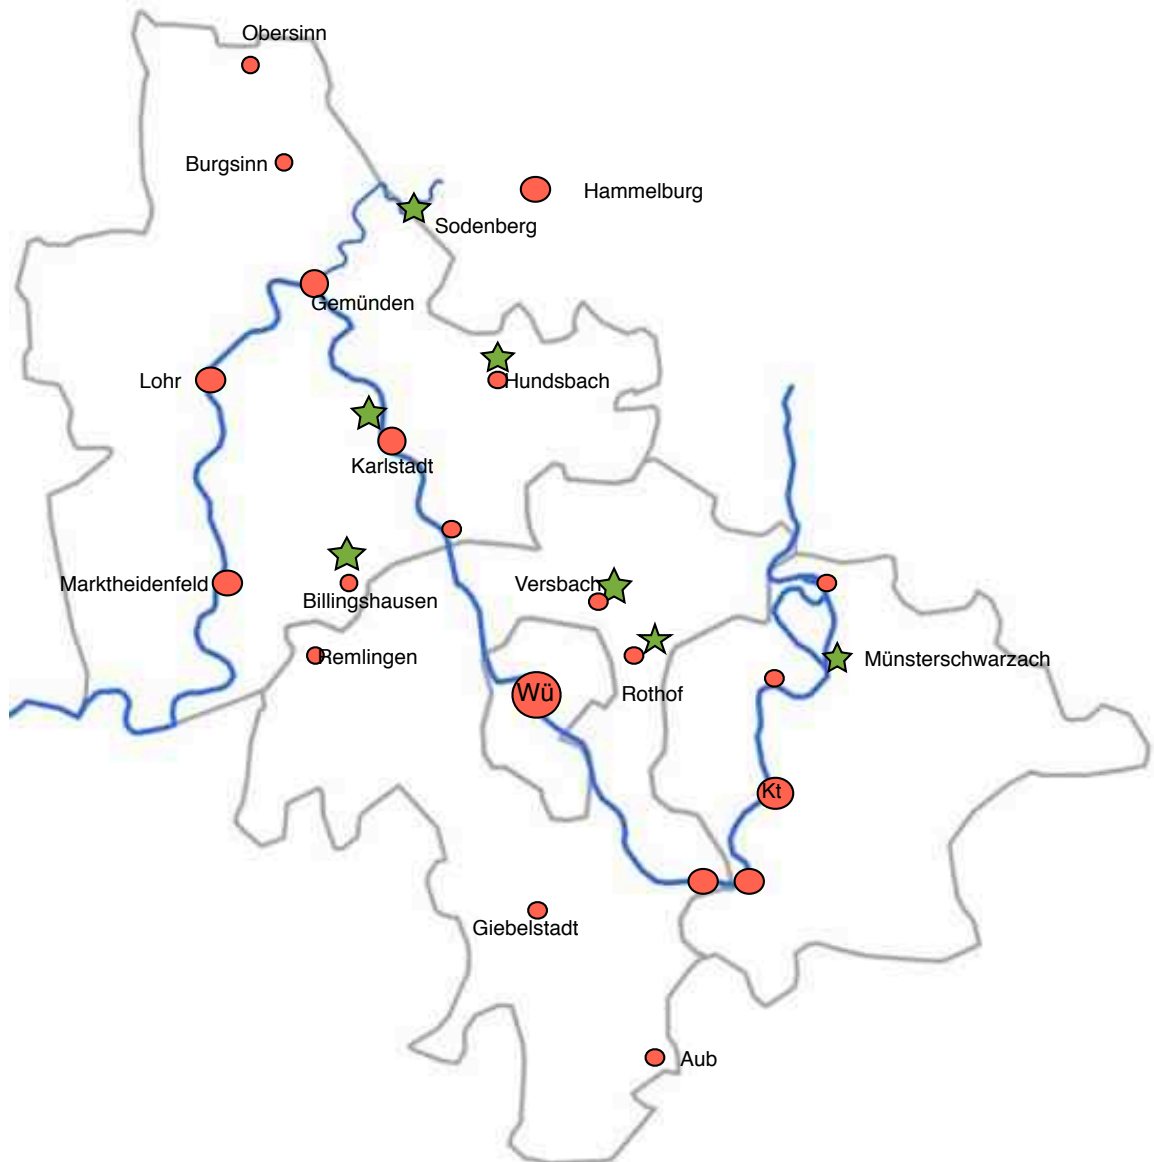 Obersinn
Burgsinn
Hammelburg
Sodenberg
Gemünden
Lohr
Hundsbach
Karlstadt
Marktheidenfeld
Versbach
Billingshausen
Remlingen
Münsterschwarzach
Wü
Rothof
Kt
Giebelstadt
Aub